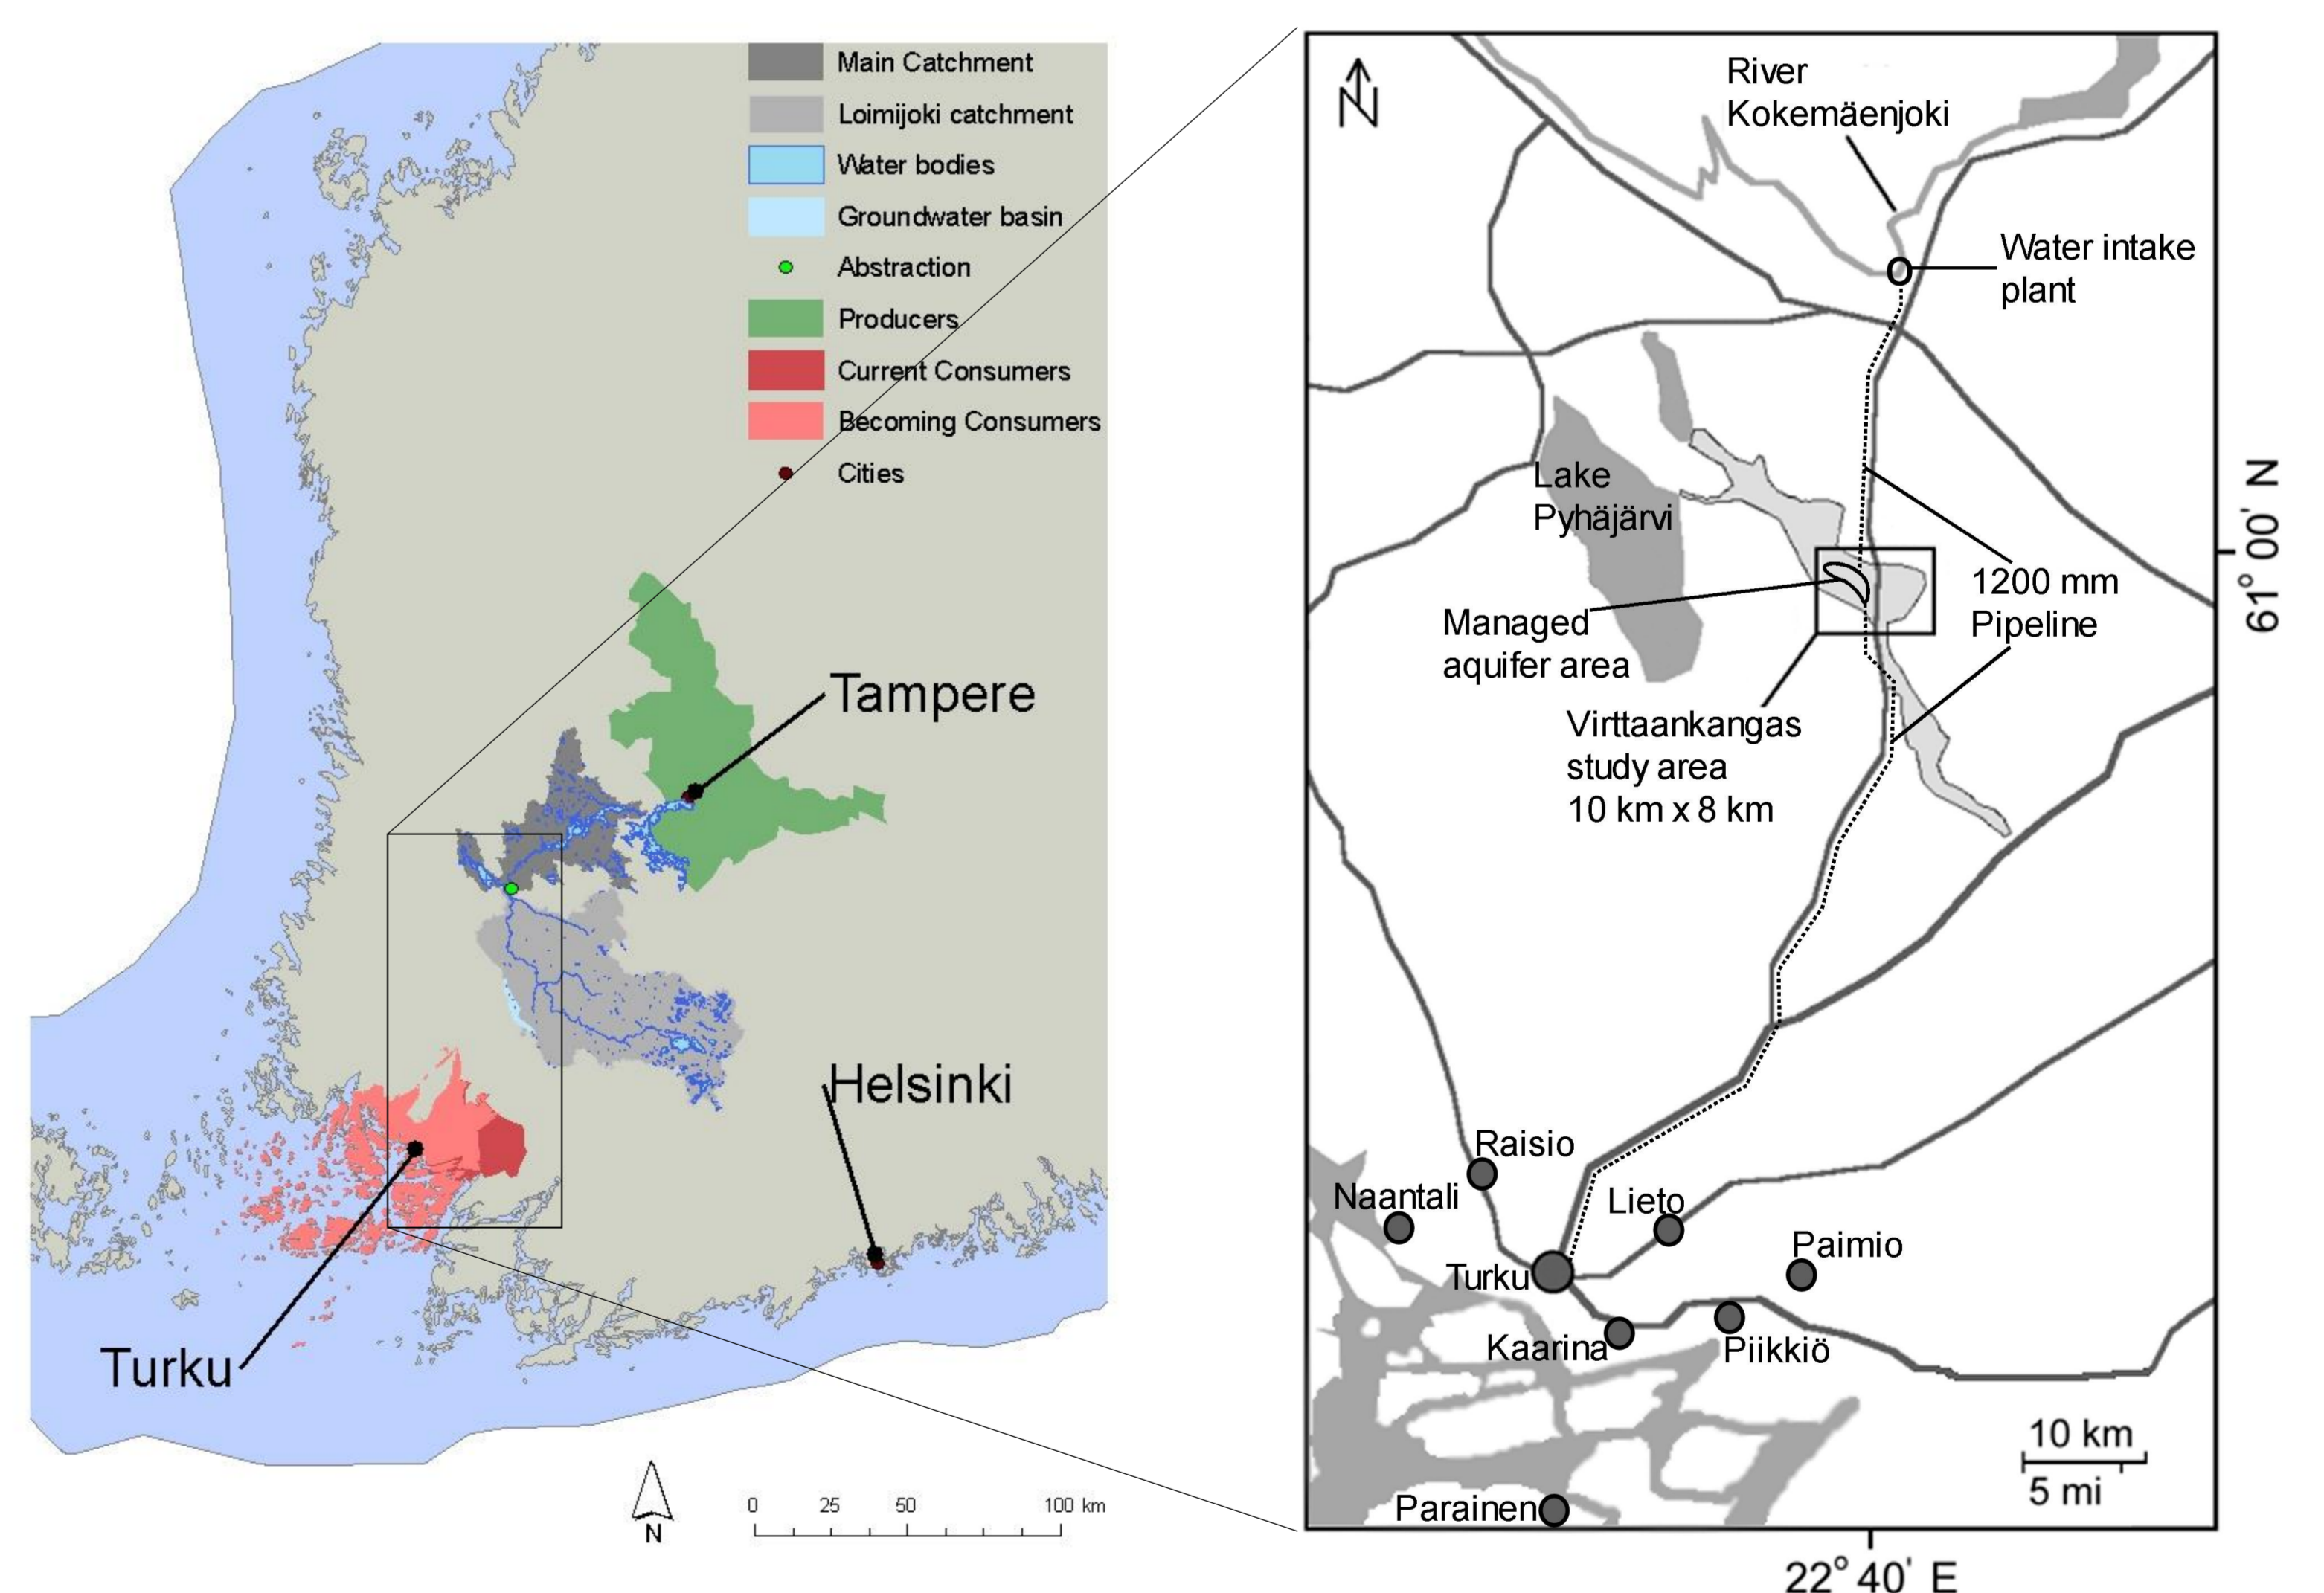 Main Catchment
Loimijoki catchment
Water bodies
Groundwater basin
Abstraction
Producers
Current Consumers
Becoming Consumers
Cities
Tampere
Helsinki
Turku
N
0 25 50 100 km
N
River
Kokemäenjoki
Water intake
plant
Lake
Pyhäjärvi
1200 mm
Pipeline
Managed
aquifer area
Virttaankangas
study area
10 km x 8 km
61° 00' N
Raisio
Naantali
Lieto
Paimio
Turku
Kaarina
Piikkiö
10 km
5 mi
Parainen
22° 40' E